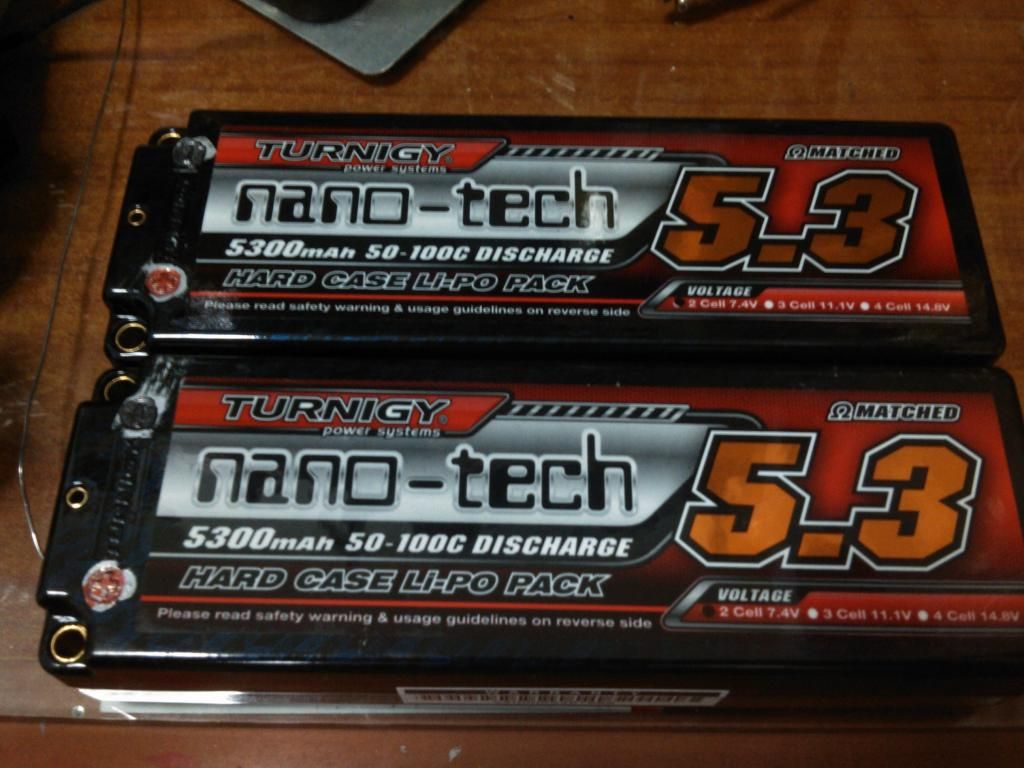 TURNIGY
power systems
Ω MATCHED
nano-tech
5.3
5300mAh 50-100C DISCHARGE
HARD CASE Li-PO PACK
VOLTAGE
2 Cell 7.4V 3 Cell 11.1V 4 Cell 14.8V
Please read safety warning & usage guidelines on reverse side
TURNIGY
power systems
Ω MATCHED
nano-tech
5.3
5300mAh 50-100C DISCHARGE
HARD CASE Li-PO PACK
VOLTAGE
2 Cell 7.4V 3 Cell 11.1V 4 Cell 14.8V
Please read safety warning & usage guidelines on reverse side